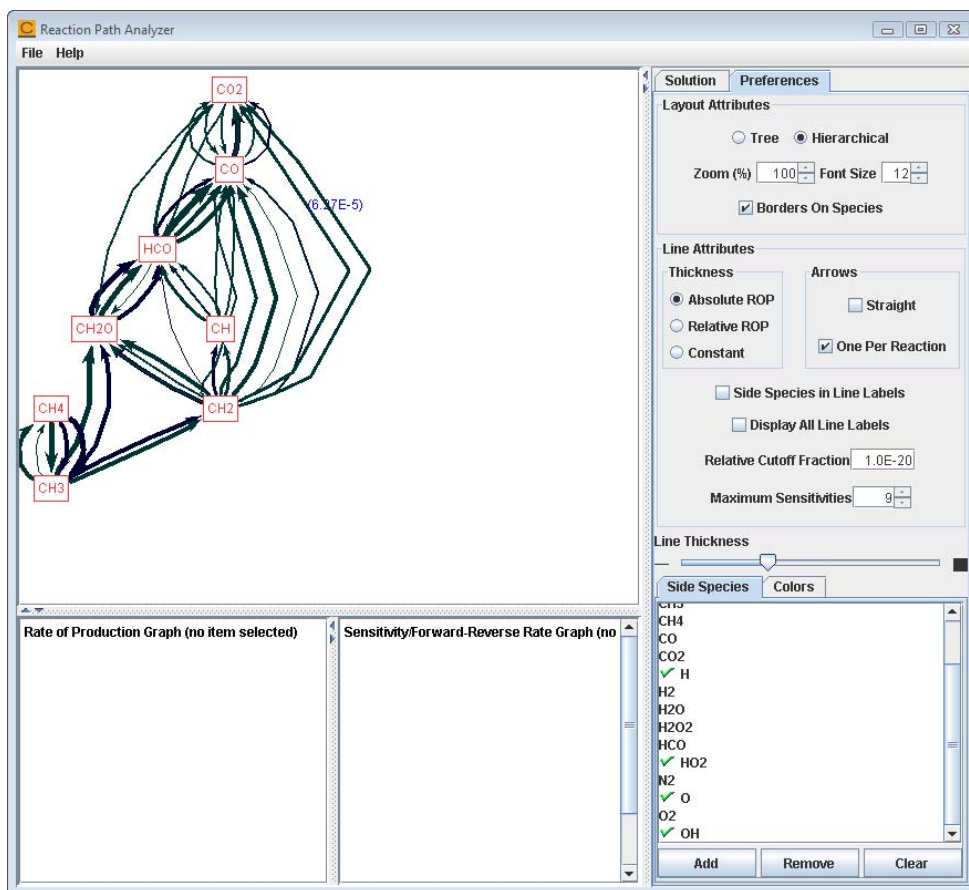 Reaction Path Analyzer
File Help
CO2
CO
(6.27E-5)
HCO
CH2O
CH
CH4
CH2
CH3
Solution Preferences
Layout Attributes
Tree Hierarchical
Zoom (%) 100 Font Size 12
Borders On Species
Line Attributes
Thickness Arrows
Absolute ROP
Straight
Relative ROP
One Per Reaction
Constant
Side Species in Line Labels
Display All Line Labels
Relative Cutoff Fraction 1.0E-20
Maximum Sensitivities 9
Line Thickness
Side Species Colors
CH3
CH4
CO
CO2
H
H2
H2O
H2O2
HCO
HO2
N2
O
O2
OH
Add Remove Clear
Rate of Production Graph (no item selected)
Sensitivity/Forward-Reverse Rate Graph (no